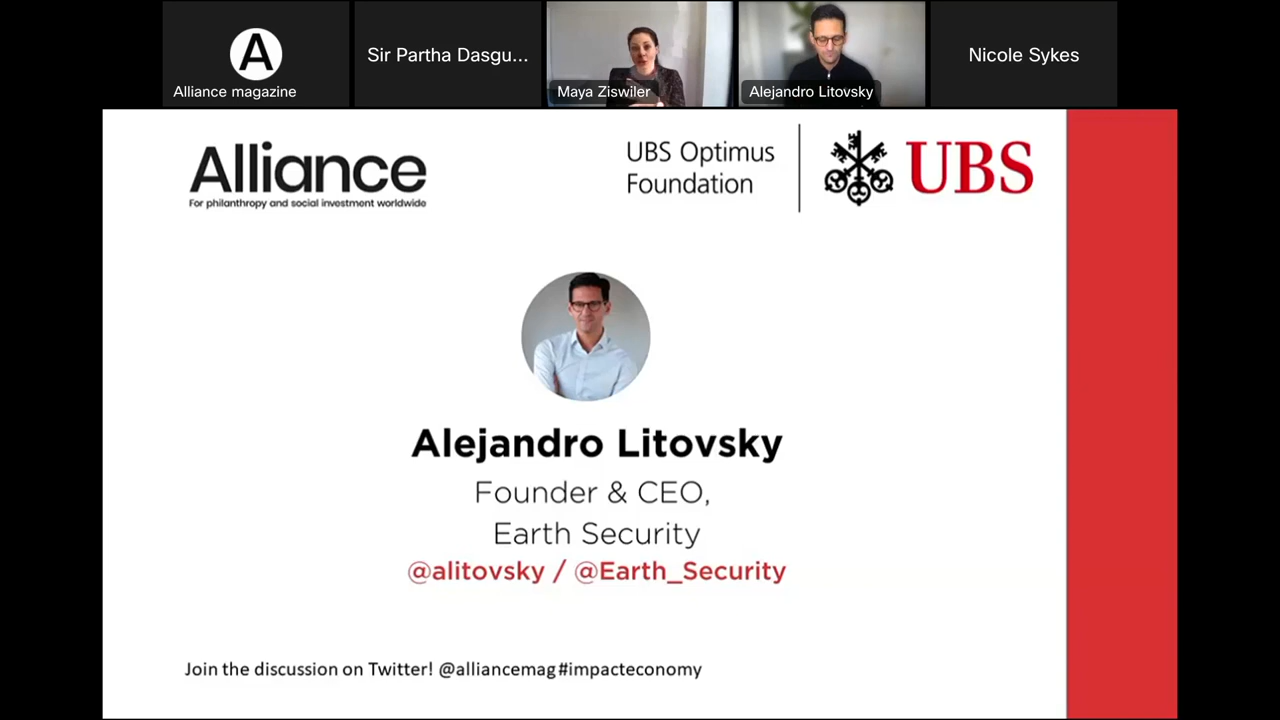 A
Alliance magazine
Sir Partha Dasgu...
Maya Ziswiler
Alejandro Litovsky
Nicole Sykes
Alliance
For philanthropy and social investment worldwide
UBS Optimus
Foundation
UBS
Alejandro Litovsky
Founder & CEO,
Earth Security
@alitovsky / @Earth_Security
Join the discussion on Twitter! @alliancemag #impacteconomy